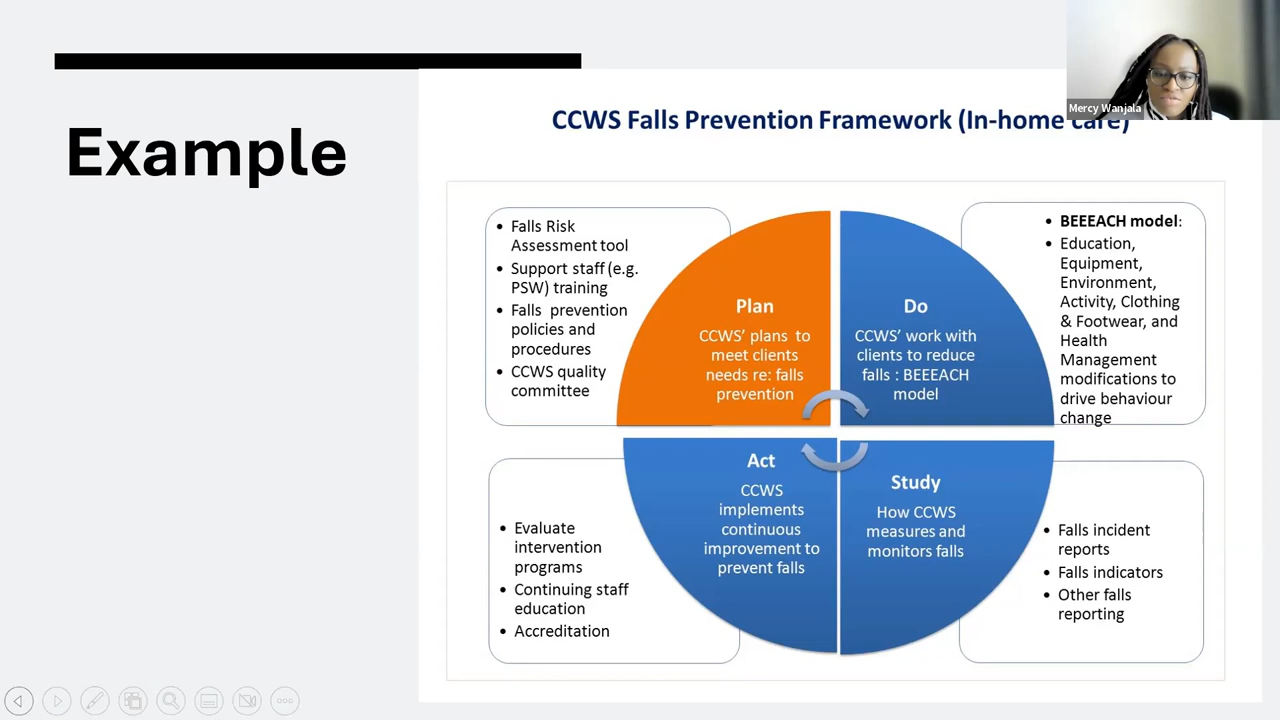 Mercy Wanjala
Example
CCWS Falls Prevention Framework (In-home care)
• Falls Risk
Assessment tool
• Support staff (e.g.
PSW) training
• Falls prevention
policies and
procedures
• CCWS quality
committee
Plan
CCWS’ plans to
meet clients
needs re: falls
prevention
Do
CCWS’ work with
clients to reduce
falls : BEEEACH
model
• BEEEACH model:
• Education,
Equipment,
Environment,
Activity, Clothing
& Footwear, and
Health
Management
modifications to
drive behaviour
change
• Evaluate
intervention
programs
• Continuing staff
education
• Accreditation
Act
CCWS
implements
continuous
improvement to
prevent falls
Study
How CCWS
measures and
monitors falls
• Falls incident
reports
• Falls indicators
• Other falls
reporting